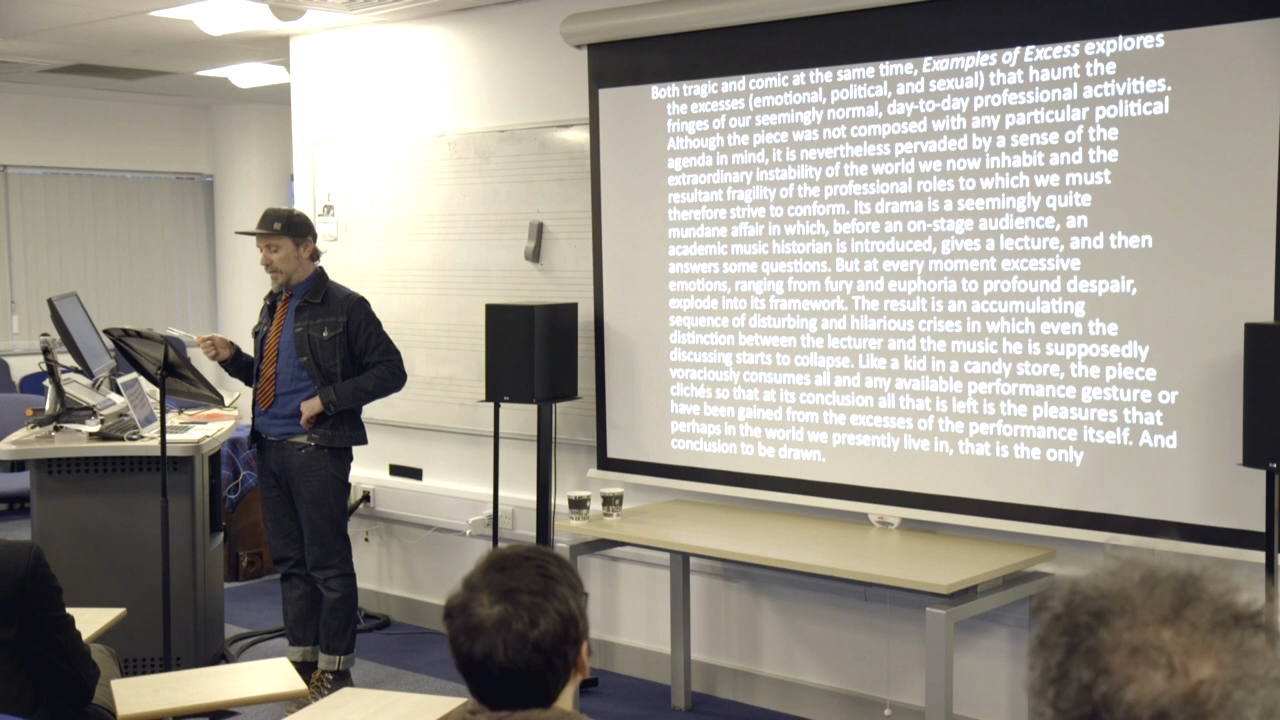 Both tragic and comic at the same time, Examples of Excess explores
the excesses (emotional, political, and sexual) that haunt the
fringes of our seemingly normal, day-to-day professional activities.
Although the piece was not composed with any particular political
agenda in mind, it is nevertheless pervaded by a sense of the
extraordinary instability of the world we now inhabit and the
resultant fragility of the professional roles to which we must
therefore strive to conform. Its drama is a seemingly quite
mundane affair in which, before an on-stage audience, an
academic music historian is introduced, gives a lecture, and then
answers some questions. But at every moment excessive
emotions, ranging from fury and euphoria to profound despair,
explode into its framework. The result is an accumulating
sequence of disturbing and hilarious crises in which even the
distinction between the lecturer and the music he is supposedly
discussing starts to collapse. Like a kid in a candy store, the piece
voraciously consumes all and any available performance gesture or
clichés so that at its conclusion all that is left is the pleasures that
have been gained from the excesses of the performance itself. And
perhaps in the world we presently live in, that is the only
conclusion to be drawn.